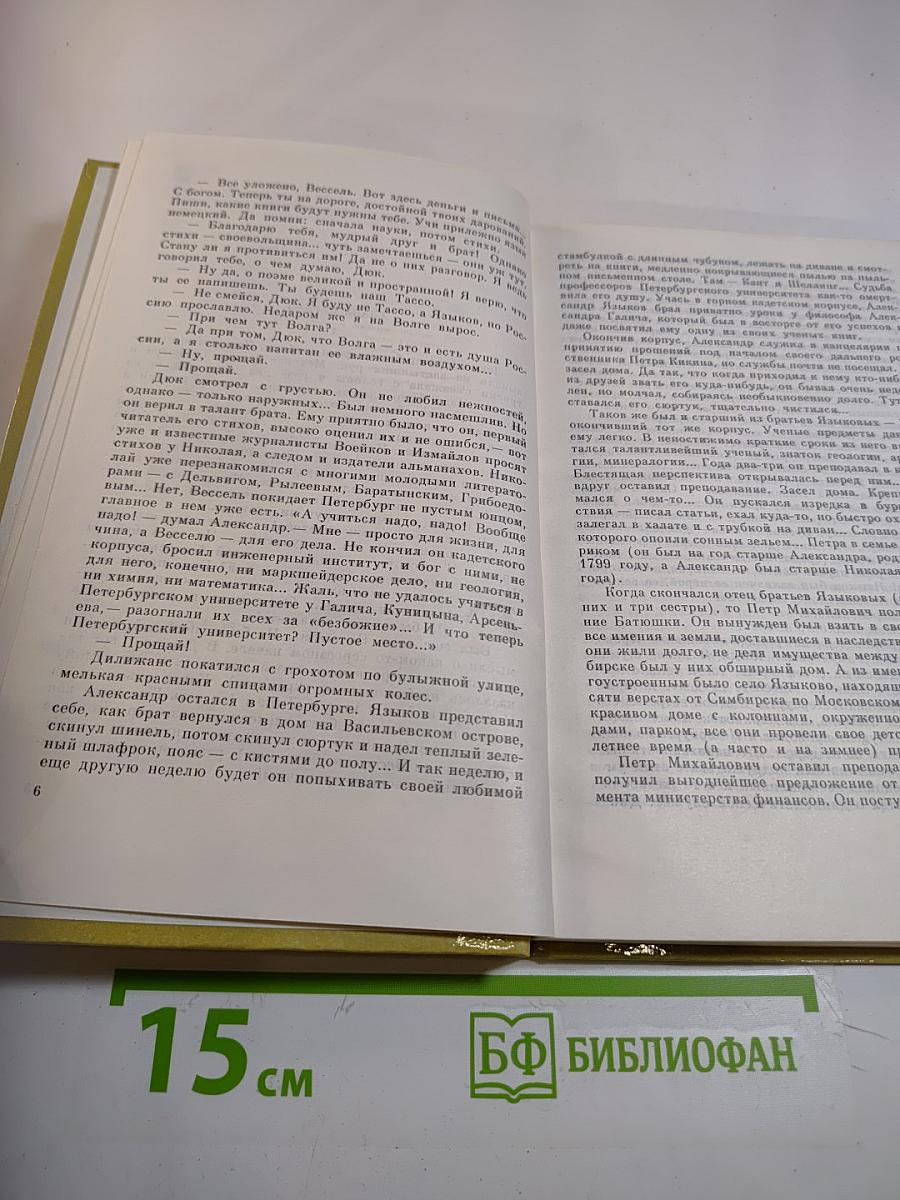 — Все уложено, Вессель. Вот здесь деньги и письма...
С богом. Теперь ты на дороге, достойной твоих дарований.
Пиши, какие книги будут нужны тебе. Учи прилежно язык
немецкий. Да помни: сначала науки, потом стихи.
— Благодарю тебя, мудрый друг и брат! Однако
стихи — своевольщина... чуть замечтаешься — они уж тут.
Стану ли я противиться им! Да не о них разговор. Я ведь
говорил тебе, о чем думаю, Дюк.
— Ну да, о поэме великой и пространной! Я верю, что
ты ее напишешь. Ты будешь наш Тассо.
— Не смейся, Дюк. Я буду не Тассо, а Языков, но Рос-
сию прославлю. Недаром же я на Волге вырос.
— При чем тут Волга?
— Да при том, Дюк, что Волга — это и есть душа Рос-
сии, а я столько напитан ее влажным воздухом...
— Ну, прощай.
— Прощай.
Дюк смотрел с грустью. Он не любил нежностей,
однако — только наружных... Был немного насмешлив. Но
он верил в талант брата. Ему приятно было, что он, первый
читатель его стихов, высоко оценил их и не ошибся,— вот
уже и известные журналисты Воейков и Измайлов просят
стихов у Николая, а следом и издатели альманахов. Нико-
лай уже перезнакомился с многими молодыми литерато-
рами — с Дельвигом, Рылеевым, Баратынским, Грибоедо-
вым... Нет, Вессель покидает Петербург не пустым юнцом,
главное в нем уже есть. «А учиться надо, надо! Вообще
надо! — думал Александр.— Мне — просто для жизни, для
чина, а Весселю — для его дела. Не кончил он кадетского
корпуса, бросил инженерный институт, и бог с ними, не
для него, конечно, ни маркшейдерское дело, ни геология,
ни химия, ни математика... Жаль, что не удалось учиться в
Петербургском университете у Галича, Куницына, Арсень-
ева,— разогнали их всех за «безбожие»... И что теперь
Петербургский университет? Пустое место...»
— Прощай!
Дилижанс покатился с грохотом по булыжной улице,
мелькая красными спицами огромных колес.
Александр остался в Петербурге. Языков представил
себе, как брат вернулся в дом на Васильевском острове,
скинул шинель, потом скинул сюртук и надел теплый зеле-
ный шлафрок, пояс — с кистями до полу... И так неделю, и
еще другую неделю будет он попыхивать своей любимой
6
стамбулкой с длинным чубуком, лежать на диване и смот-
реть на книги, медленно покрывающиеся пылью на пыль-
ном письменном столе. Там — Кант и Шеллинг... Судьба
профессоров Петербургского университета как-то омерт-
вила его душу. Учась в горном кадетском корпусе, Алек-
сандр Языков брал приватно уроки у философа Алек-
сандра Галича, который был в восторге от его успехов и
даже посвятил ему одну из своих ученых книг.
Окончив корпус, Александр служил в канцелярии
принятию прошений под началом своего дальнего
ственника Петра Кикина, но службы почти не посещал.
засел дома. Да так, что когда приходил к нему кто-ниб
из друзей звать его куда-нибудь, он бывал очень нед
лен, но молчал, собираясь необыкновенно долго. Тут
ставался его сюртук, тщательно чистился...
Таков же был и старший из братьев Языковых —
окончивший тот же корпус. Ученые предметы дав
ему легко. В непостижимо краткие сроки из него в
тался талантливейший ученый, знаток геологии,
гии, минералогии... Года два-три он преподавал в
Блестящая перспектива открывалась перед ним...
вдруг оставил преподавание. Засел дома. Креп
мался о чем-то... Он пускался изредка в бур
ствия — писал статьи, ехал куда-то, но быстро
залегал в халате и с трубкой на диван... Словно
которого опоили сонным зельем... Петра в семье
риком (он был на год старше Александра, род
1799 году, а Александр был старше Николая
года).
Когда скончался отец братьев Языковых (
них и три сестры), то Петр Михайлович пол
ние Батюшки. Он вынужден был взять в сво
все имения и земли, доставшиеся в наследств
они жили долго, не деля имущества между
бирске был у них обширный дом. А из имен
гоустроенным было село Языково, находящ
сяти верстах от Симбирска по Московском
красивом доме с колоннами, окруженно
дами, парком, все они провели свое дет
летнее время (а часто и на зимнее) пр
Петр Михайлович оставил препода
получил выгоднейшее предложение от
мента министерства финансов. Он посту
15 см
БФ БИБЛИОФАН